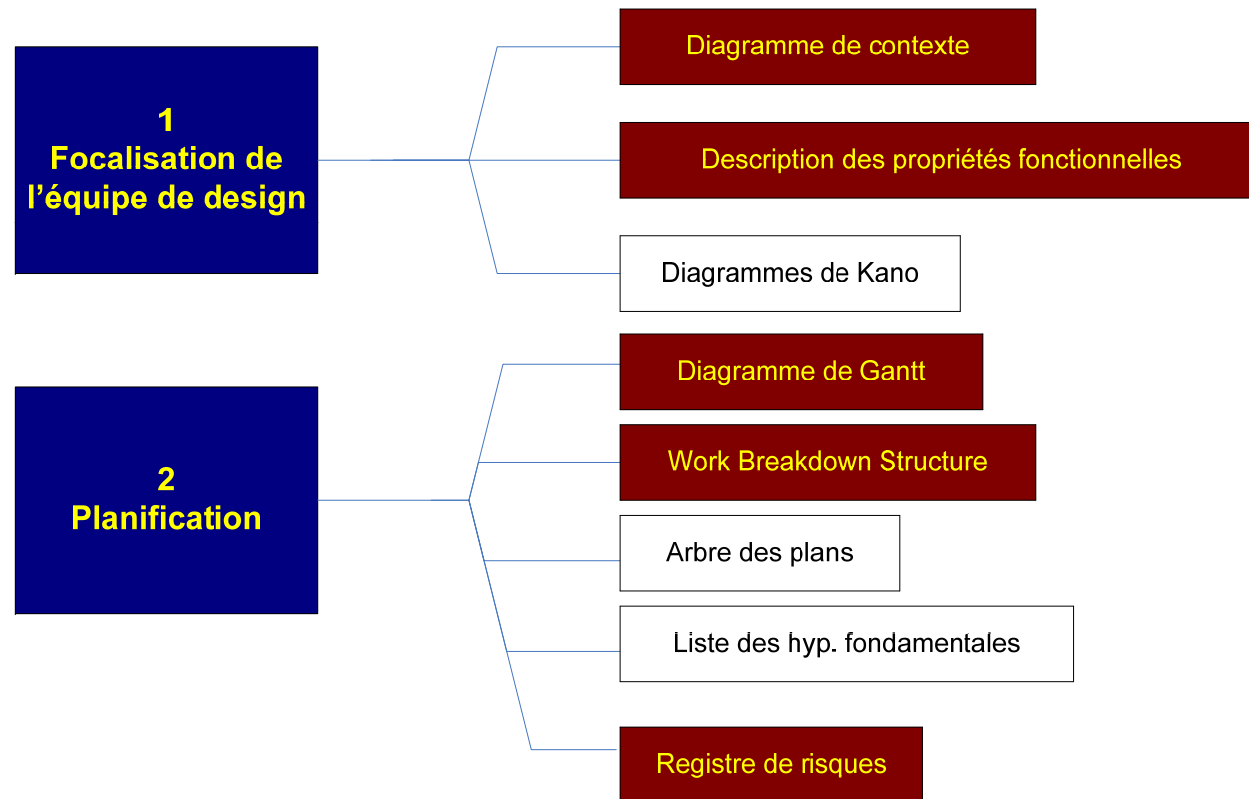 1
Focalisation de
l’équipe de design
Diagramme de contexte
Description des propriétés fonctionnelles
Diagrammes de Kano
2
Planification
Diagramme de Gantt
Work Breakdown Structure
Arbre des plans
Liste des hyp. fondamentales
Registre de risques